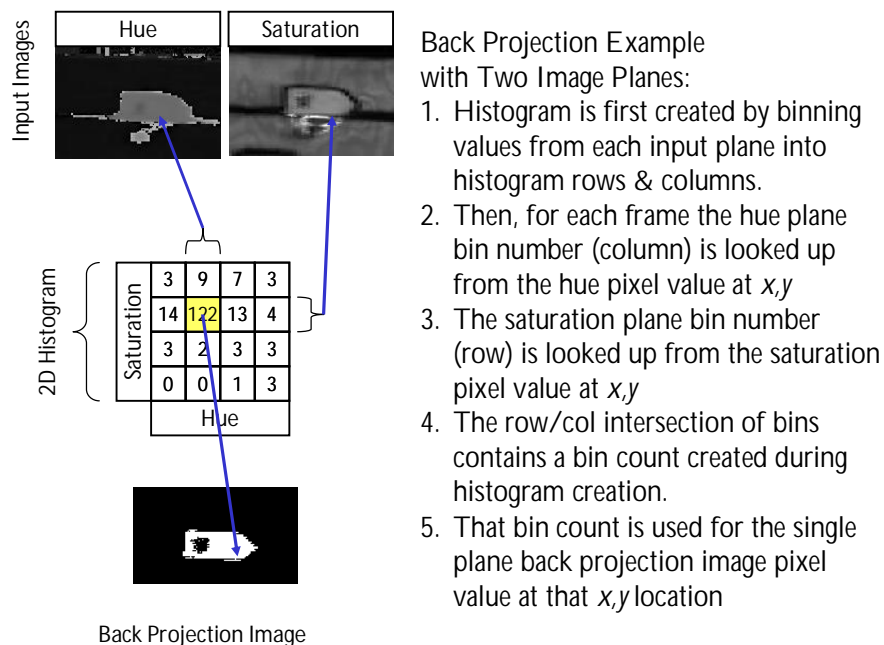 Input Images
Hue
Saturation
2D Histogram
Saturation
3 9 7 3
14 122 13 4
3 2 3 3
0 0 1 3
Hue
Back Projection Image
Back Projection Example
with Two Image Planes:
1. Histogram is first created by binning
values from each input plane into
histogram rows & columns.
2. Then, for each frame the hue plane
bin number (column) is looked up
from the hue pixel value at x,y
3. The saturation plane bin number
(row) is looked up from the saturation
pixel value at x,y
4. The row/col intersection of bins
contains a bin count created during
histogram creation.
5. That bin count is used for the single
plane back projection image pixel
value at that x,y location